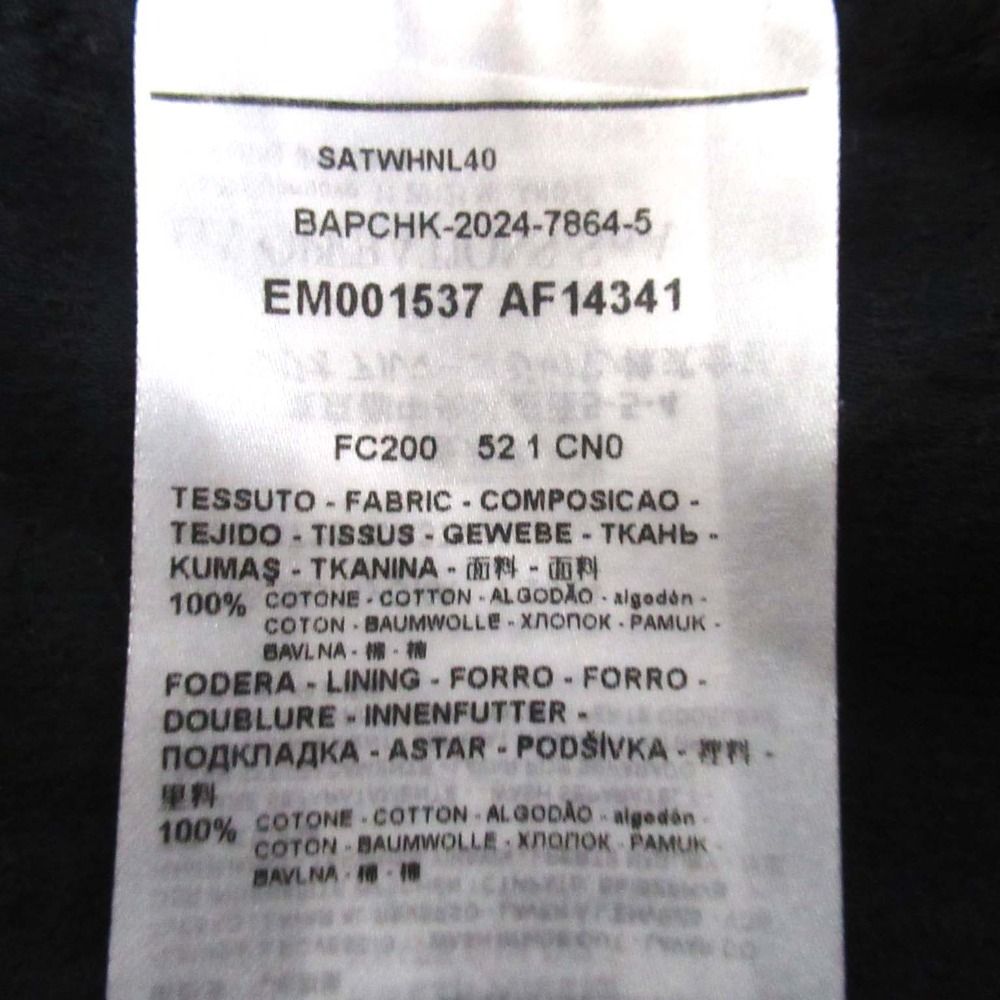 SATWHNL40
BAPCHK-2024-7864-5
EM001537 AF14341
FC200 52 1 CN0
TESSUTO - FABRIC - COMPOSICAO -
TEJIDO - TISSUS - GEWEBE - ТКАНЬ -
KUMAŞ - TKANINA - 面料 - 面料
100% COTONE - COTTON - ALGODÃO - algodón -
COTON - BAUMWOLLE - ХЛОПОК - PAMUK -
BAVLNA - 棉 - 棉
FODERA - LINING - FORRO - FORRO -
DOUBLURE - INNENFUTTER -
ПОДКЛАДКА - ASTAR - PODŠÍVKA - 裡料 -
里料
100% COTONE - COTTON - ALGODÃO - algodón -
COTON - BAUMWOLLE - ХЛОПОК - PAMUK -
BAVLNA - 棉 - 棉